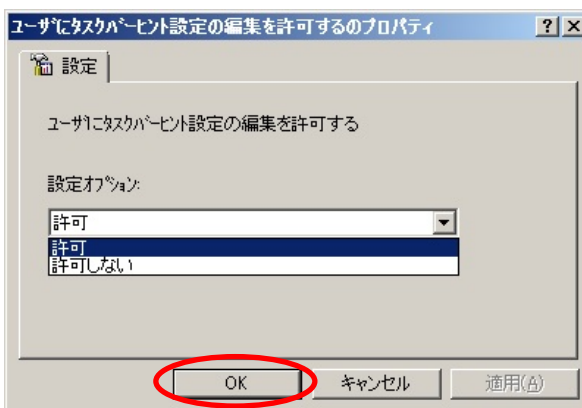 ユーザにタスクバーヒント設定の編集を許可するのプロパティ
設定
ユーザにタスクバーヒント設定の編集を許可する
設定オプション:
許可
許可
許可しない
OK キャンセル 適用(A)